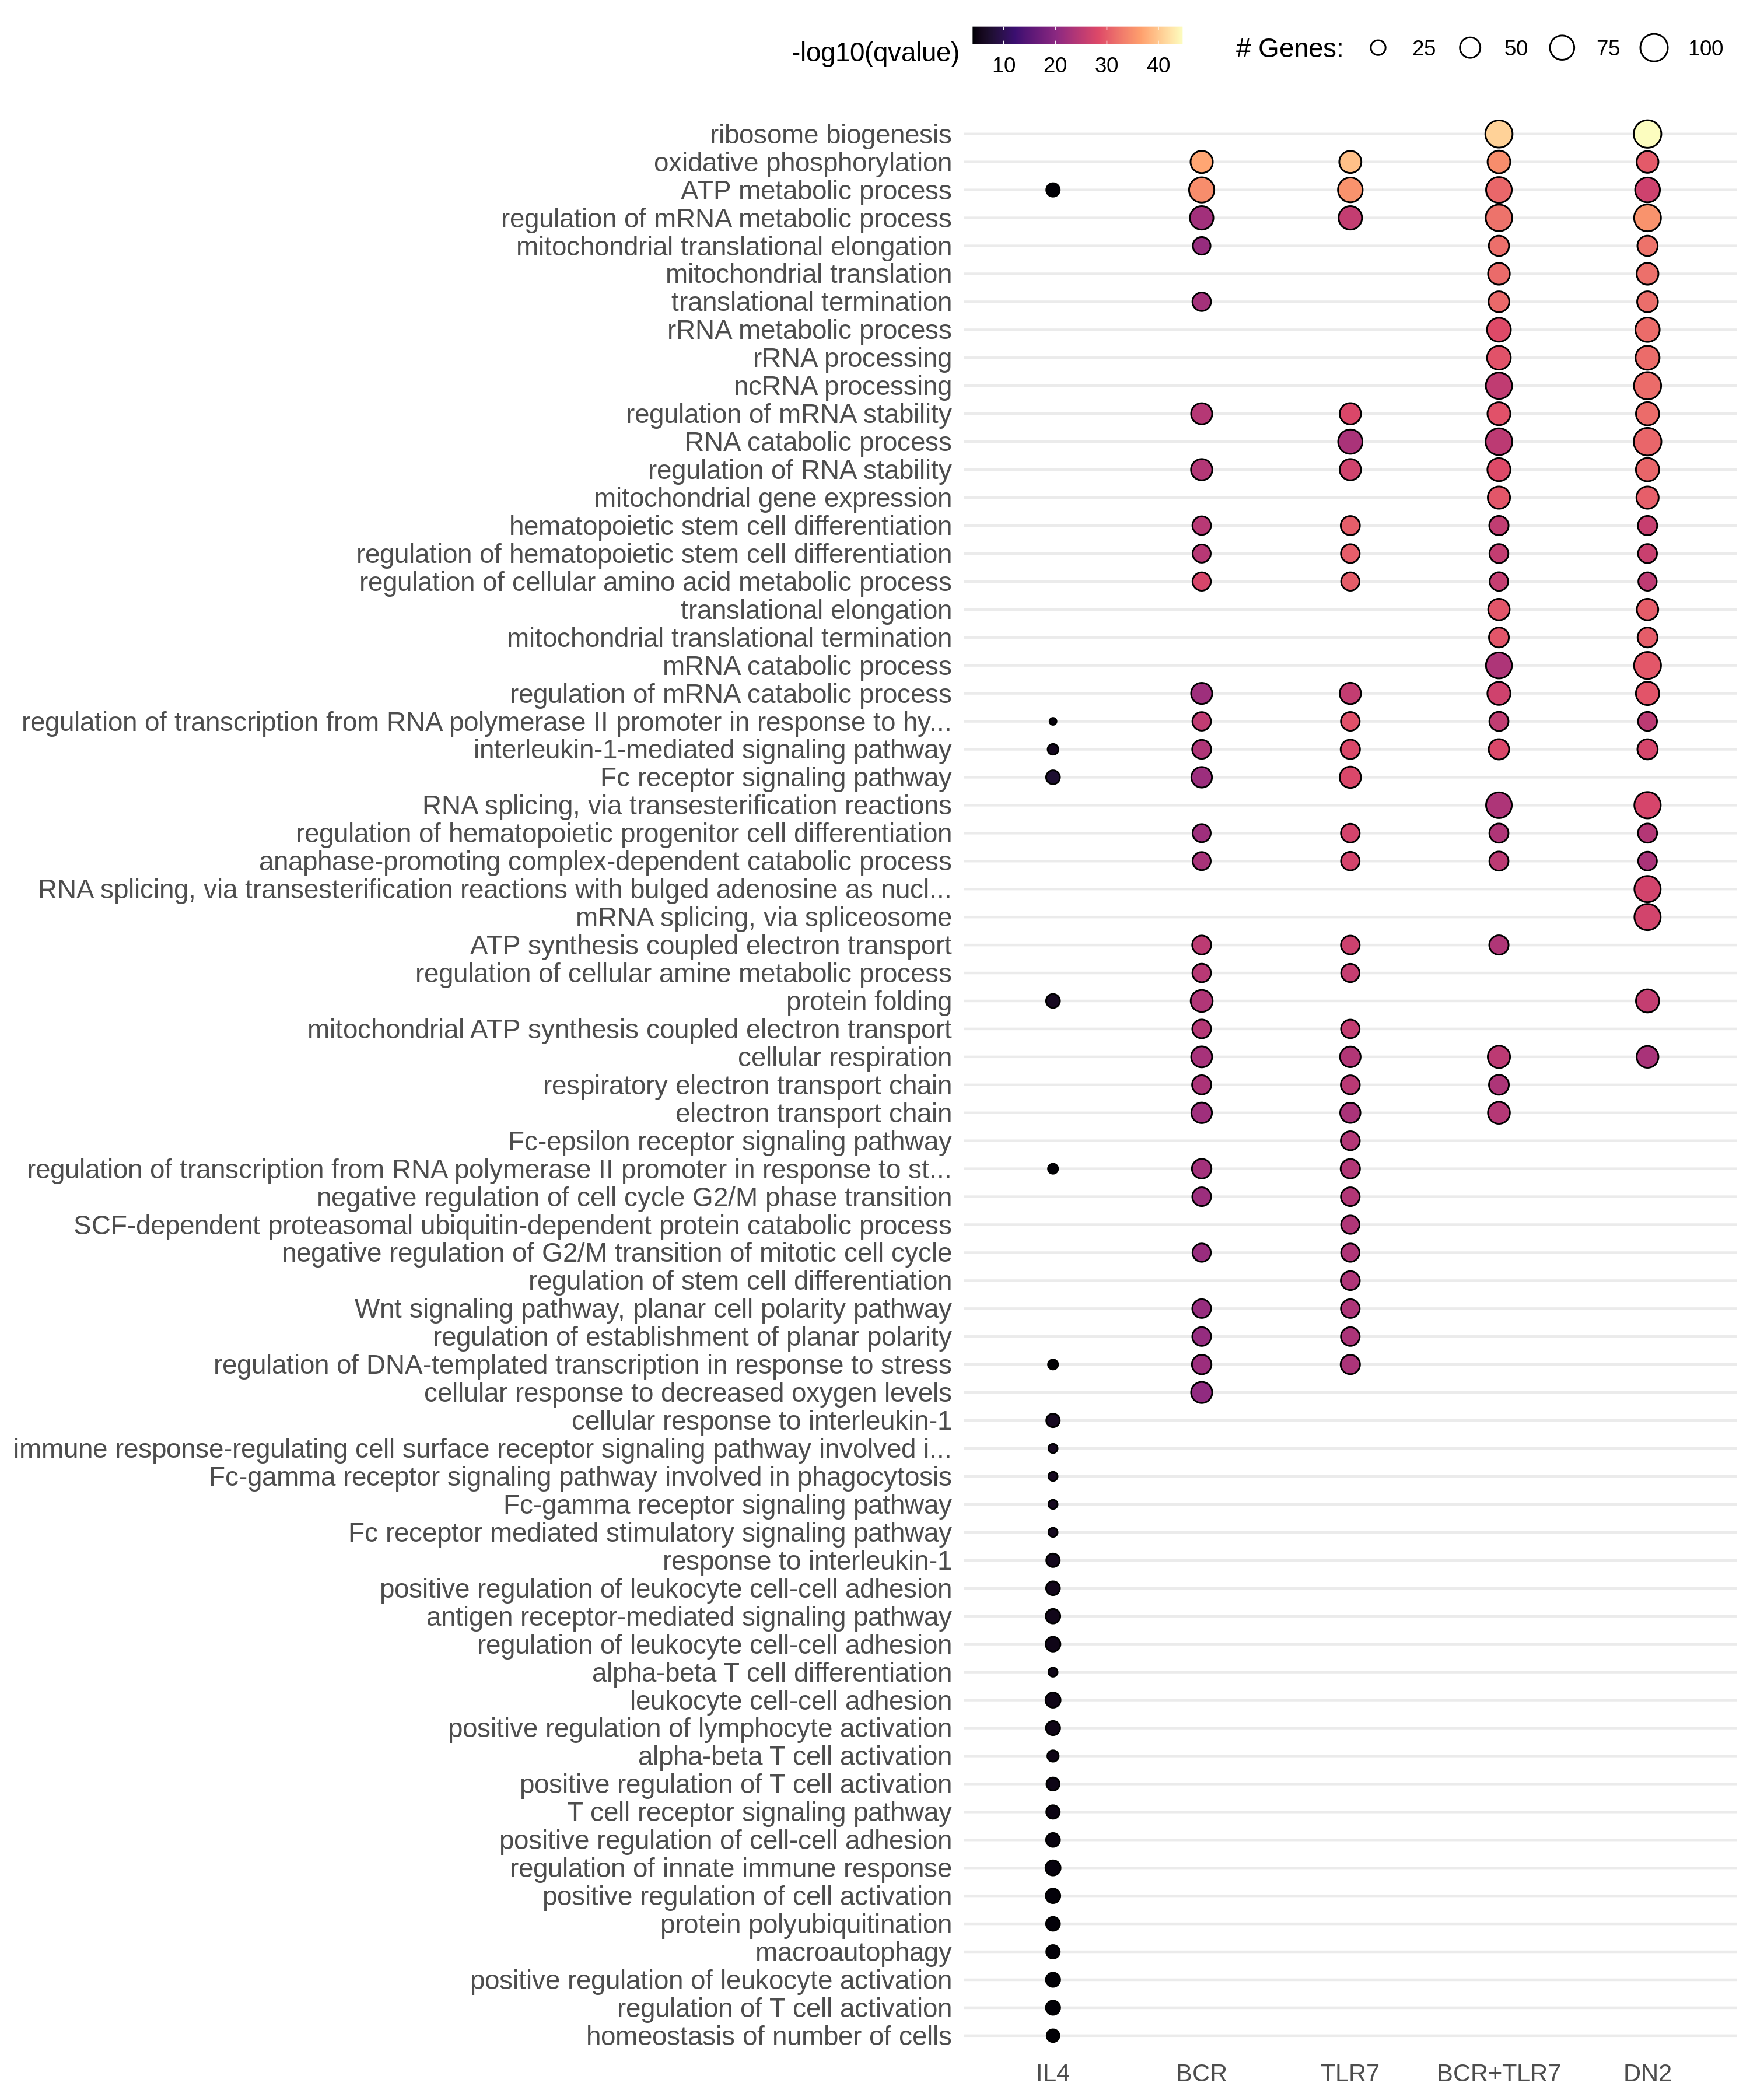 -log10(qvalue)
10 20 30 40
# Genes: 25 50 75 100
ribosome biogenesis
oxidative phosphorylation
ATP metabolic process
regulation of mRNA metabolic process
mitochondrial translational elongation
mitochondrial translation
translational termination
rRNA metabolic process
rRNA processing
ncRNA processing
regulation of mRNA stability
RNA catabolic process
regulation of RNA stability
mitochondrial gene expression
hematopoietic stem cell differentiation
regulation of hematopoietic stem cell differentiation
regulation of cellular amino acid metabolic process
translational elongation
mitochondrial translational termination
mRNA catabolic process
regulation of mRNA catabolic process
regulation of transcription from RNA polymerase II promoter in response to hy...
interleukin-1-mediated signaling pathway
Fc receptor signaling pathway
RNA splicing, via transesterification reactions
regulation of hematopoietic progenitor cell differentiation
anaphase-promoting complex-dependent catabolic process
RNA splicing, via transesterification reactions with bulged adenosine as nucl...
mRNA splicing, via spliceosome
ATP synthesis coupled electron transport
regulation of cellular amine metabolic process
protein folding
mitochondrial ATP synthesis coupled electron transport
cellular respiration
respiratory electron transport chain
electron transport chain
Fc-epsilon receptor signaling pathway
regulation of transcription from RNA polymerase II promoter in response to st...
negative regulation of cell cycle G2/M phase transition
SCF-dependent proteasomal ubiquitin-dependent protein catabolic process
negative regulation of G2/M transition of mitotic cell cycle
regulation of stem cell differentiation
Wnt signaling pathway, planar cell polarity pathway
regulation of establishment of planar polarity
regulation of DNA-templated transcription in response to stress
cellular response to decreased oxygen levels
cellular response to interleukin-1
immune response-regulating cell surface receptor signaling pathway involved i...
Fc-gamma receptor signaling pathway involved in phagocytosis
Fc-gamma receptor signaling pathway
Fc receptor mediated stimulatory signaling pathway
response to interleukin-1
positive regulation of leukocyte cell-cell adhesion
antigen receptor-mediated signaling pathway
regulation of leukocyte cell-cell adhesion
alpha-beta T cell differentiation
leukocyte cell-cell adhesion
positive regulation of lymphocyte activation
alpha-beta T cell activation
positive regulation of T cell activation
T cell receptor signaling pathway
positive regulation of cell-cell adhesion
regulation of innate immune response
positive regulation of cell activation
protein polyubiquitination
macroautophagy
positive regulation of leukocyte activation
regulation of T cell activation
homeostasis of number of cells
IL4 BCR TLR7 BCR+TLR7 DN2